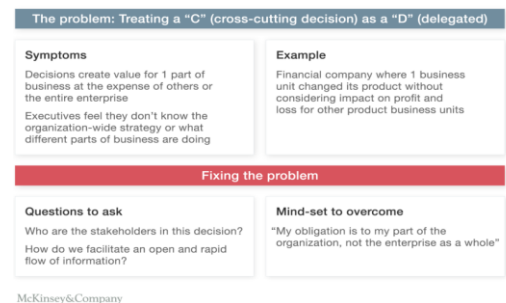 The problem: Treating a “C” (cross-cutting decision) as a “D” (delegated)
Symptoms
Decisions create value for 1 part of
business at the expense of others or
the entire enterprise
Executives feel they don’t know the
organization-wide strategy or what
different parts of business are doing
Example
Financial company where 1 business
unit changed its product without
considering impact on profit and
loss for other product business units
Fixing the problem
Questions to ask
Who are the stakeholders in this decision?
How do we facilitate an open and rapid
flow of information?
Mind-set to overcome
“My obligation is to my part of the
organization, not the enterprise as a whole”
McKinsey&Company